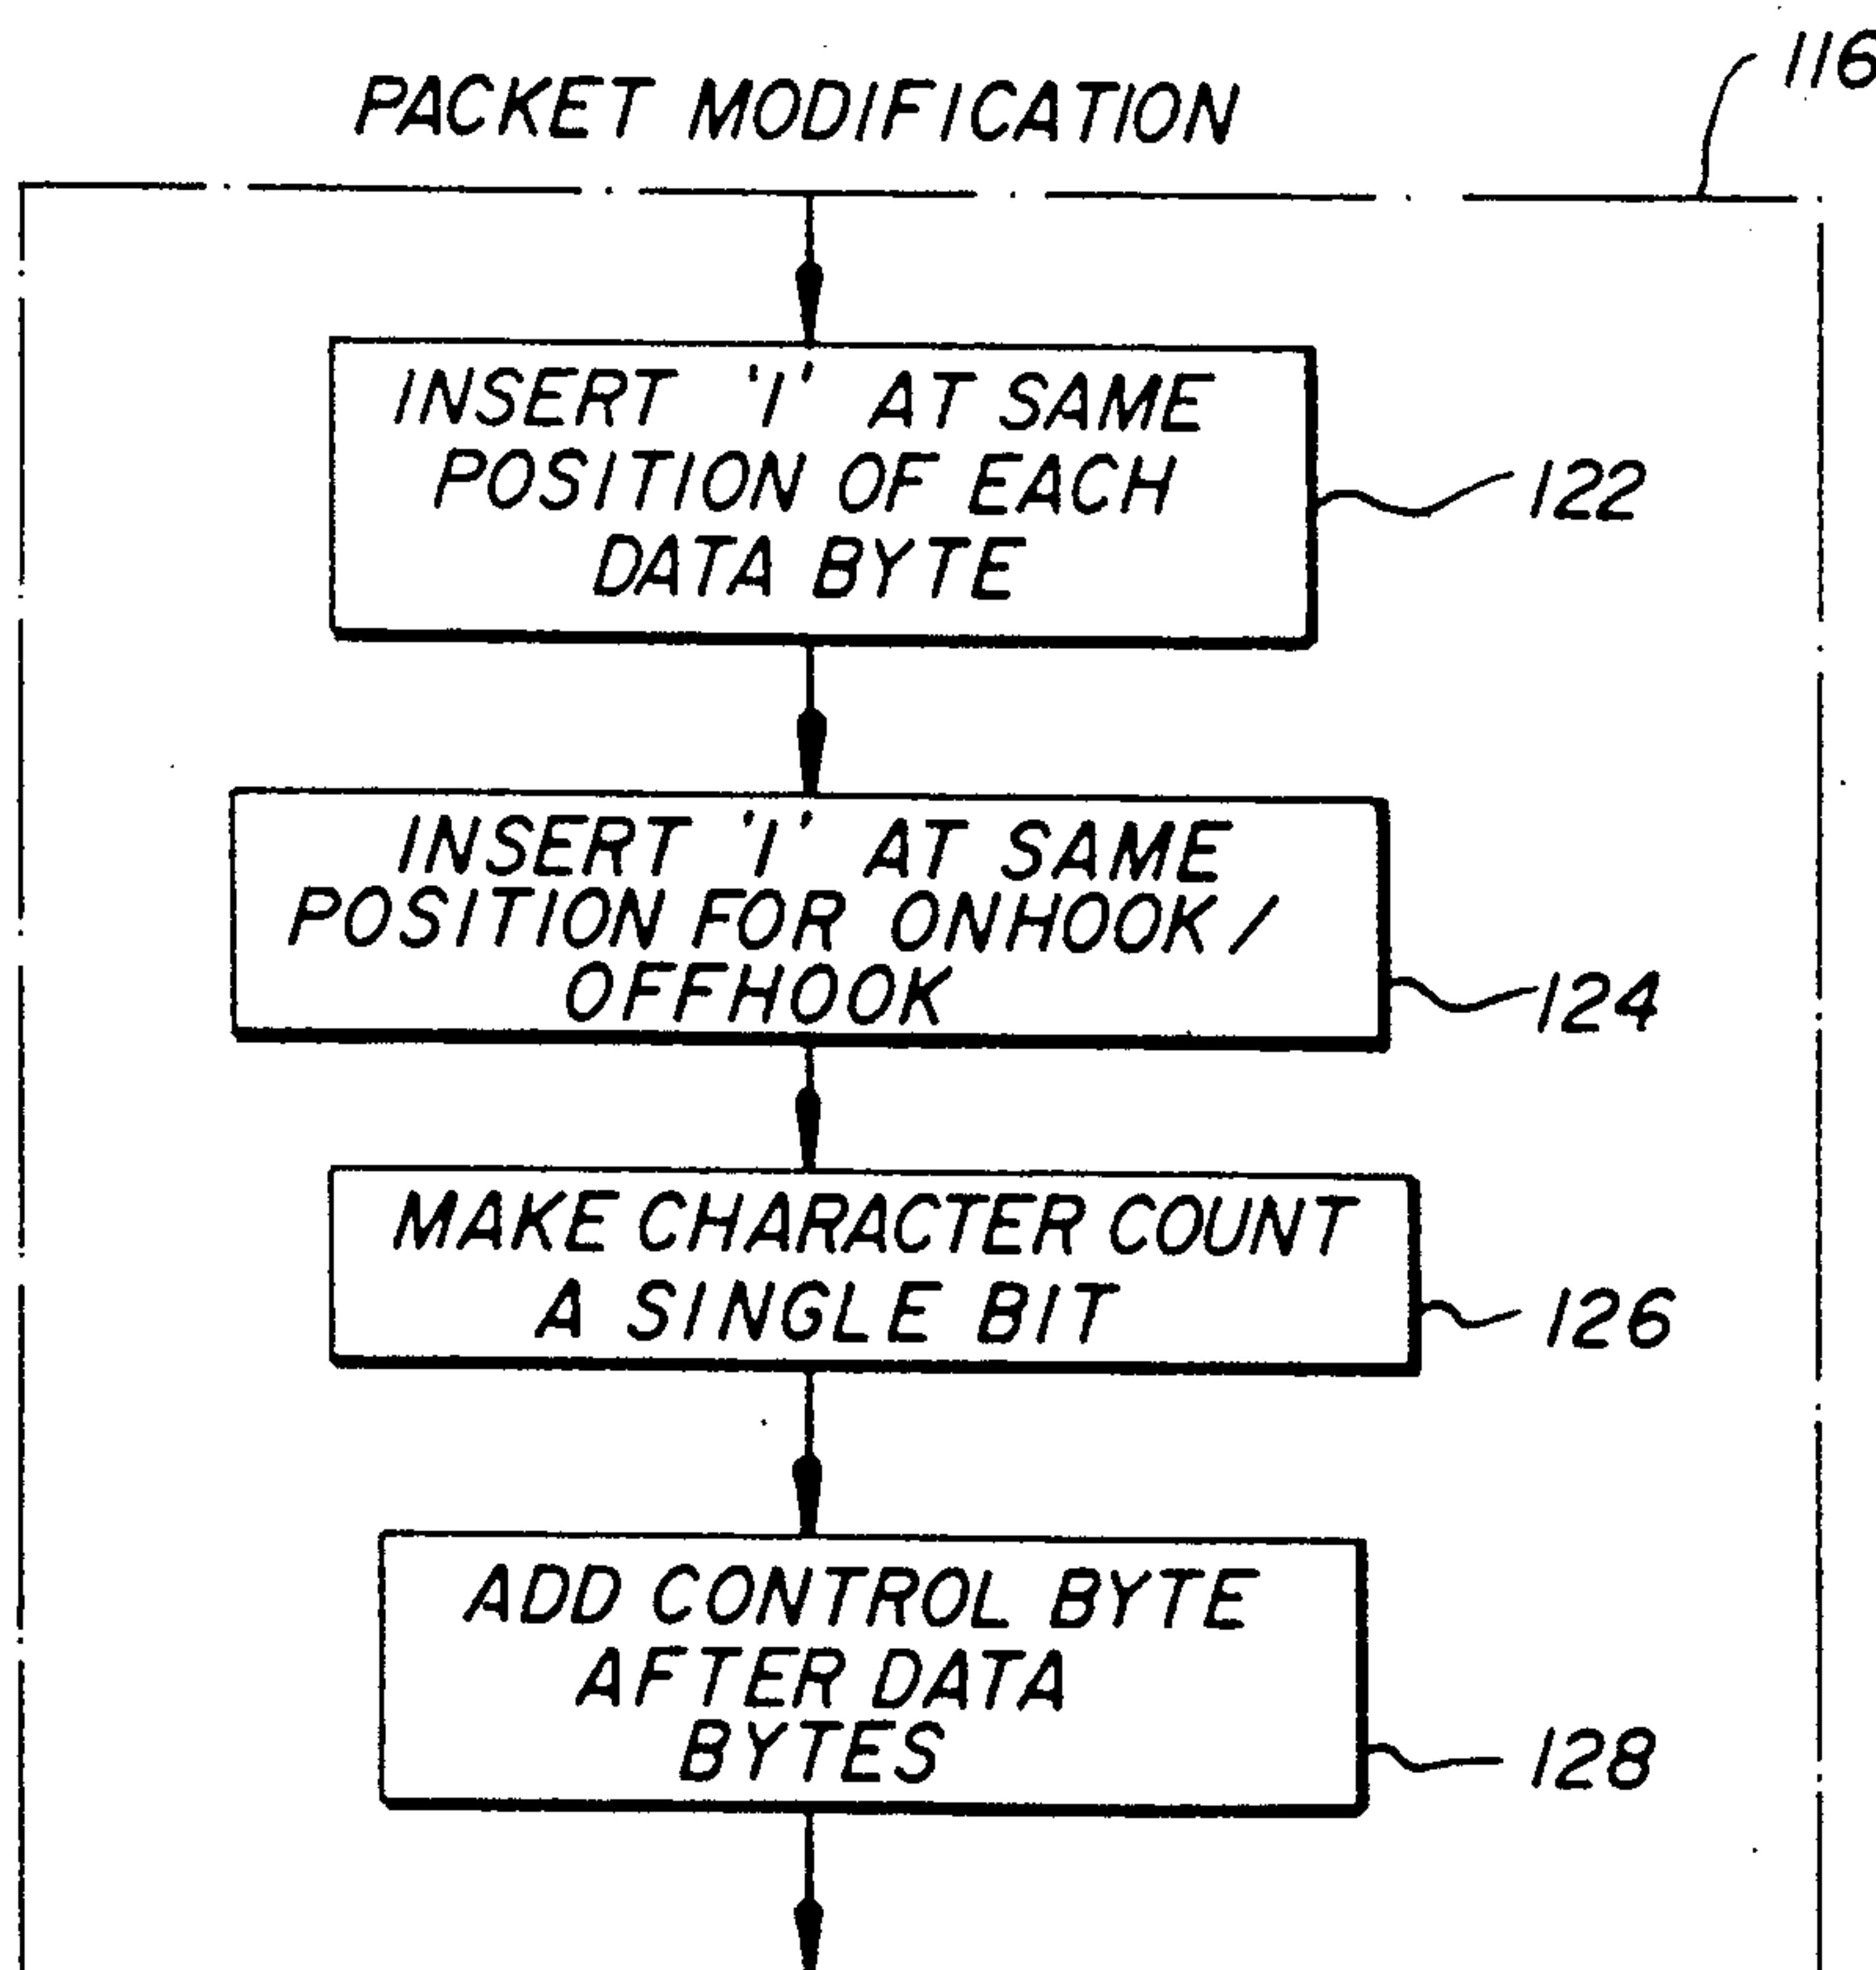 116
PACKET MODIFICATION
INSERT '1' AT SAME
POSITION OF EACH
DATA BYTE
122
INSERT '1' AT SAME
POSITION FOR ONHOOK /
OFFHOOK
124
MAKE CHARACTER COUNT
A SINGLE BIT
126
ADD CONTROL BYTE
AFTER DATA
BYTES
128